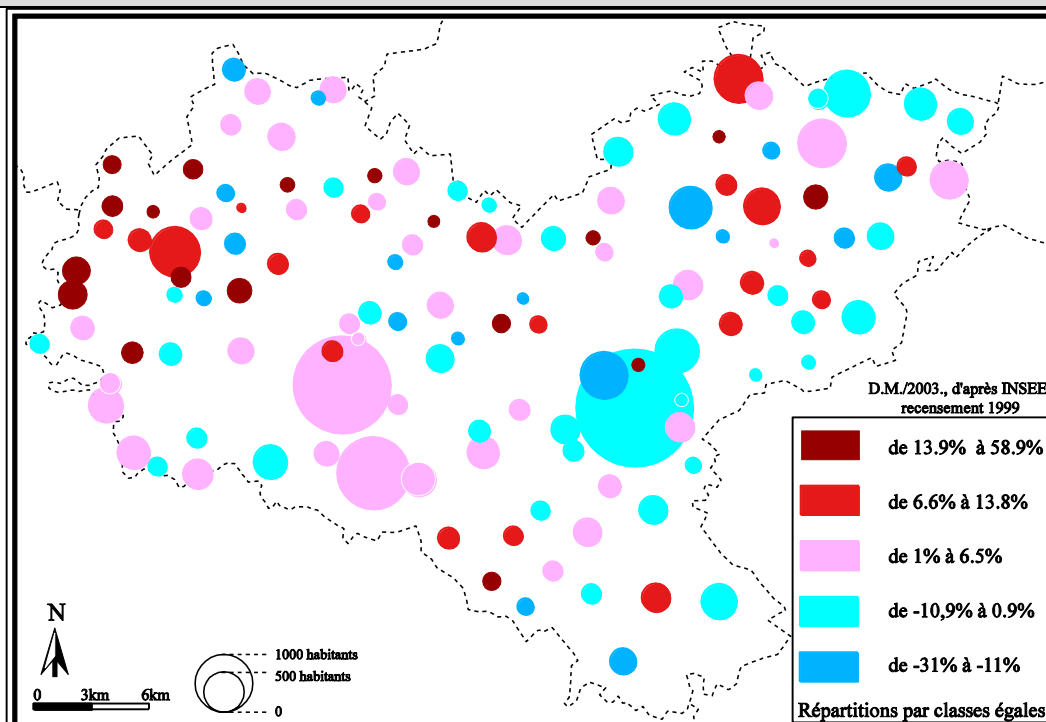 D.M./2003., d'après INSEE
recensement 1999
de 13.9% à 58.9%
de 6.6% à 13.8%
de 1% à 6.5%
de -10,9% à 0.9%
de -31% à -11%
Répartitions par classes égales
N
0 3km 6km
1000 habitants
500 habitants
0